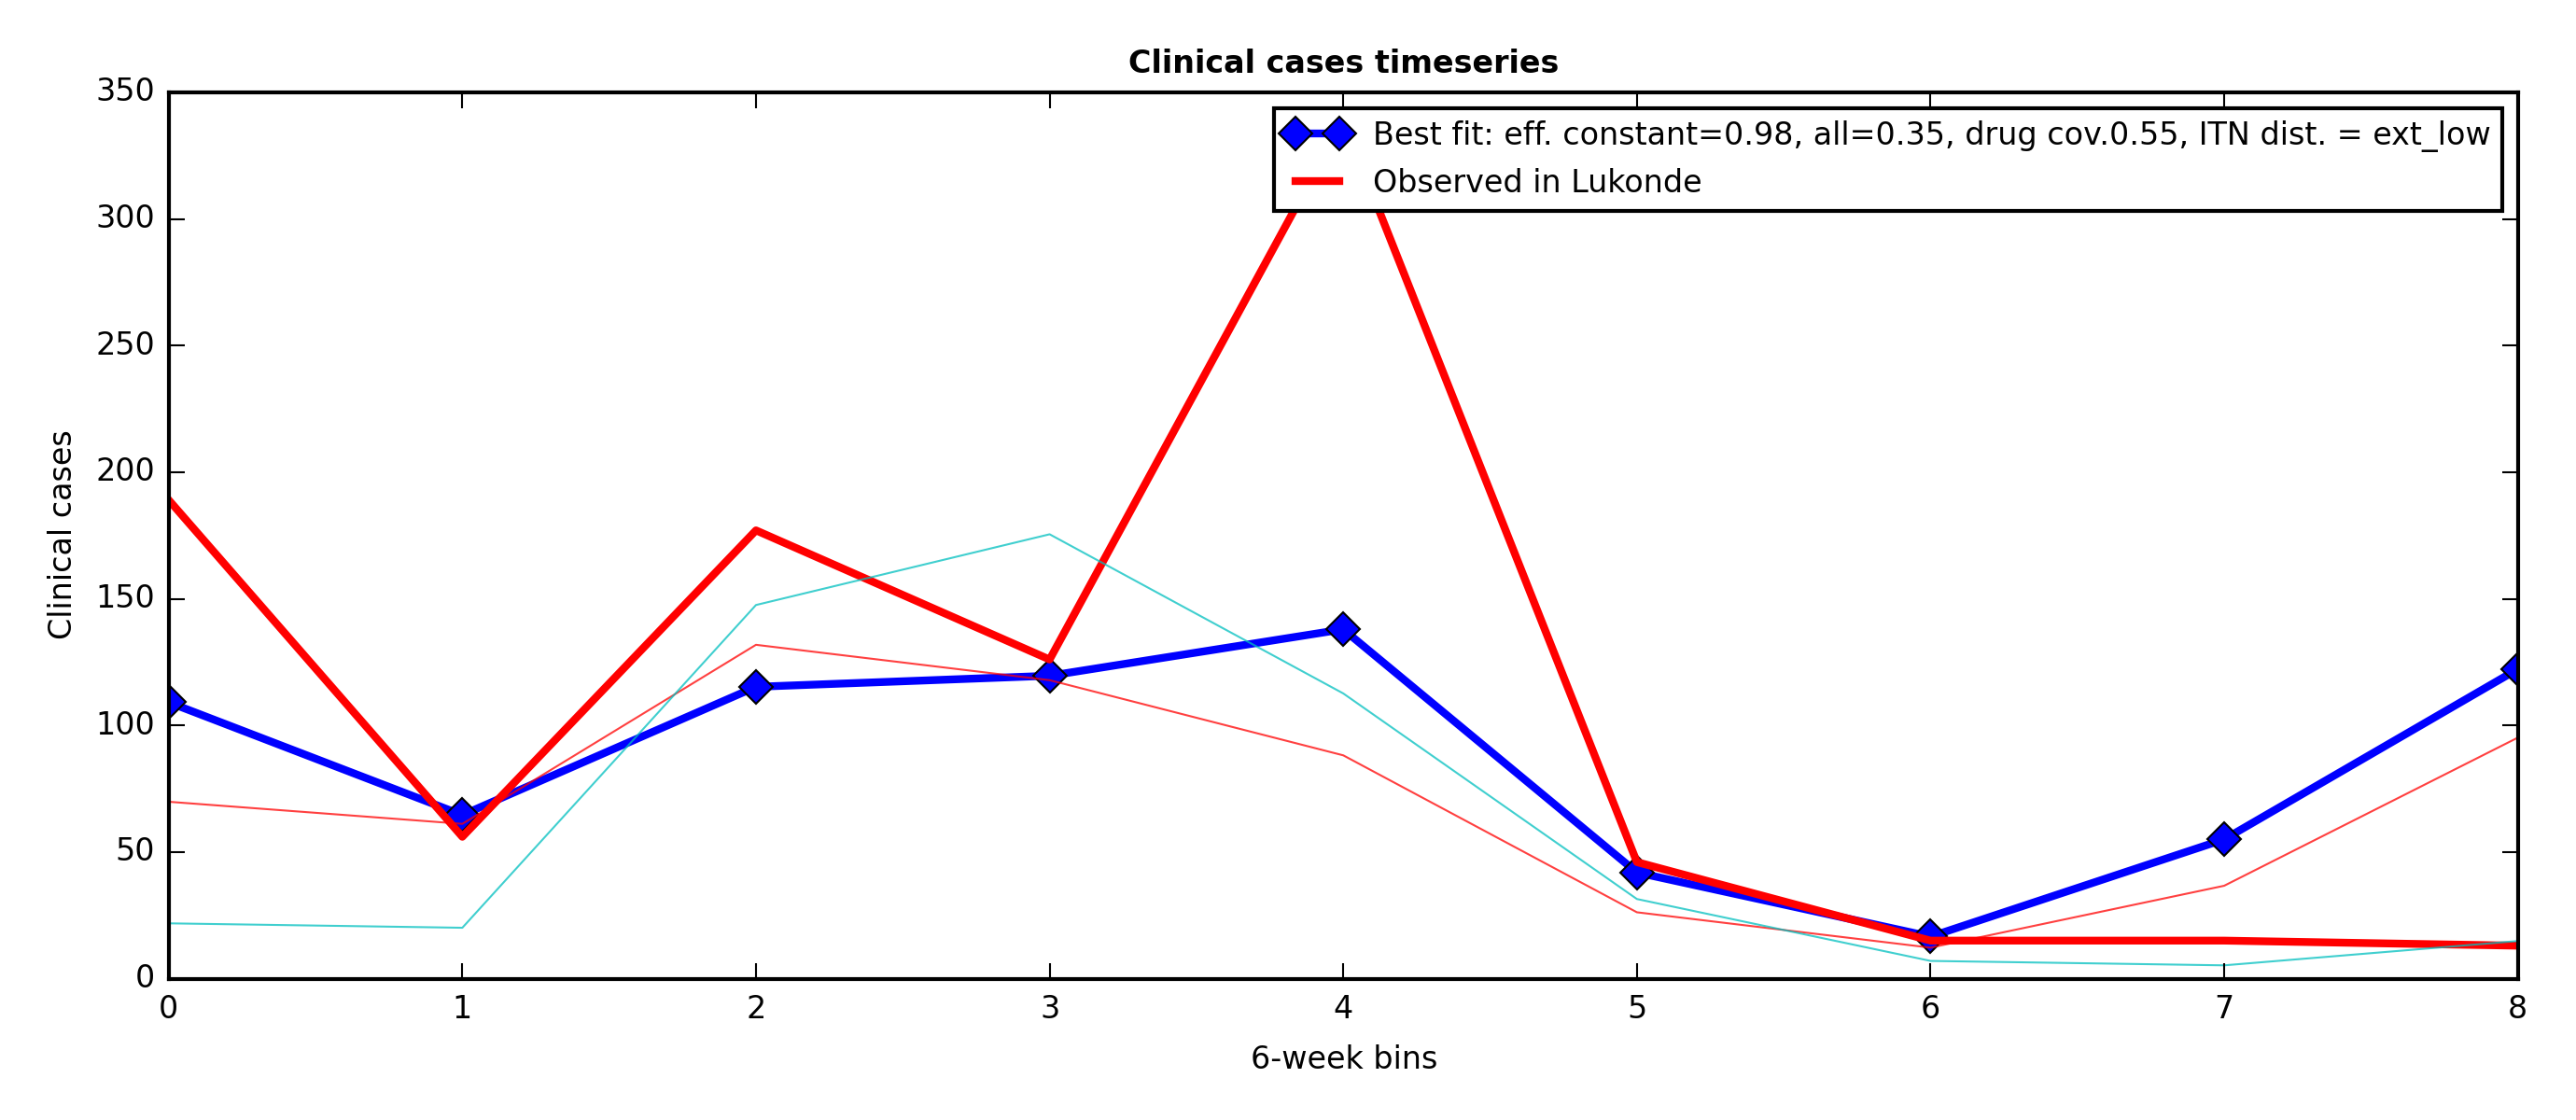 Clinical cases timeseries
350
300
250
200
150
100
50
0
Clinical cases
Best fit: eff. constant=0.98, all=0.35, drug cov.0.55, ITN dist. = ext_low
Observed in Lukonde
0 1 2 3 4 5 6 7 8
6-week bins